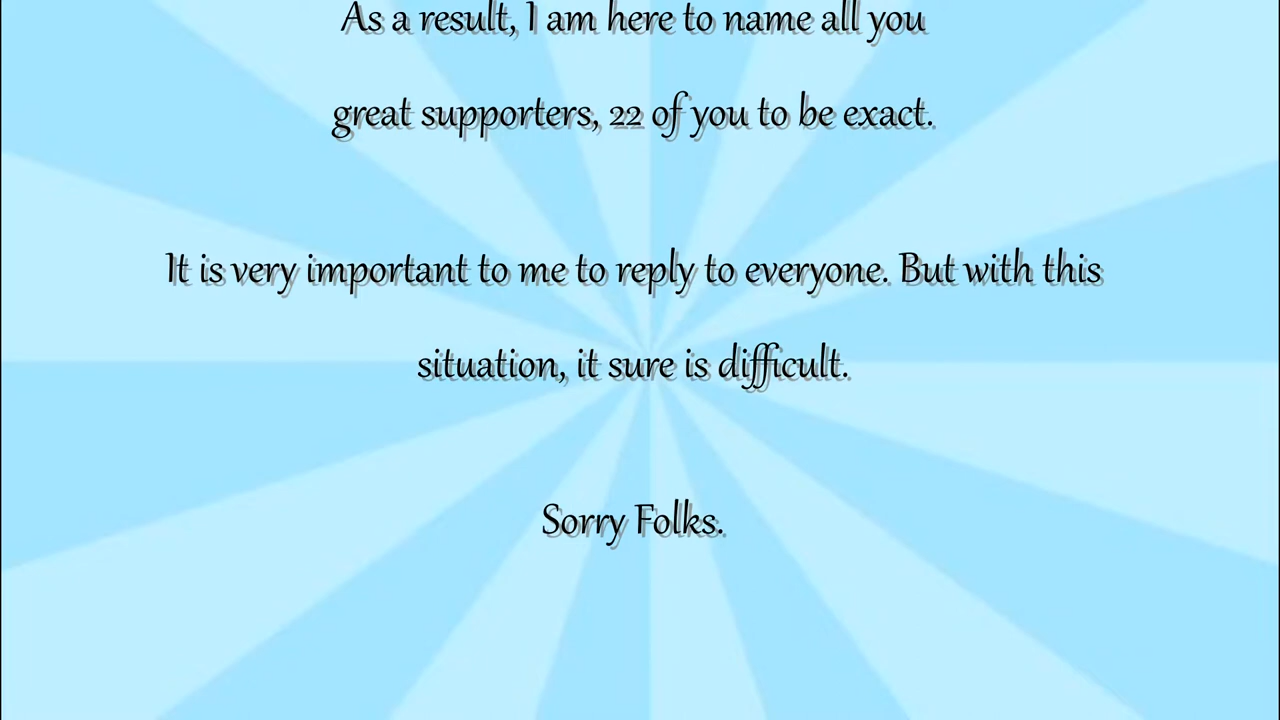 As a result, I am here to name all you
great supporters, 22 of you to be exact.
It is very important to me to reply to everyone. But with this
situation, it sure is difficult.
Sorry Folks.